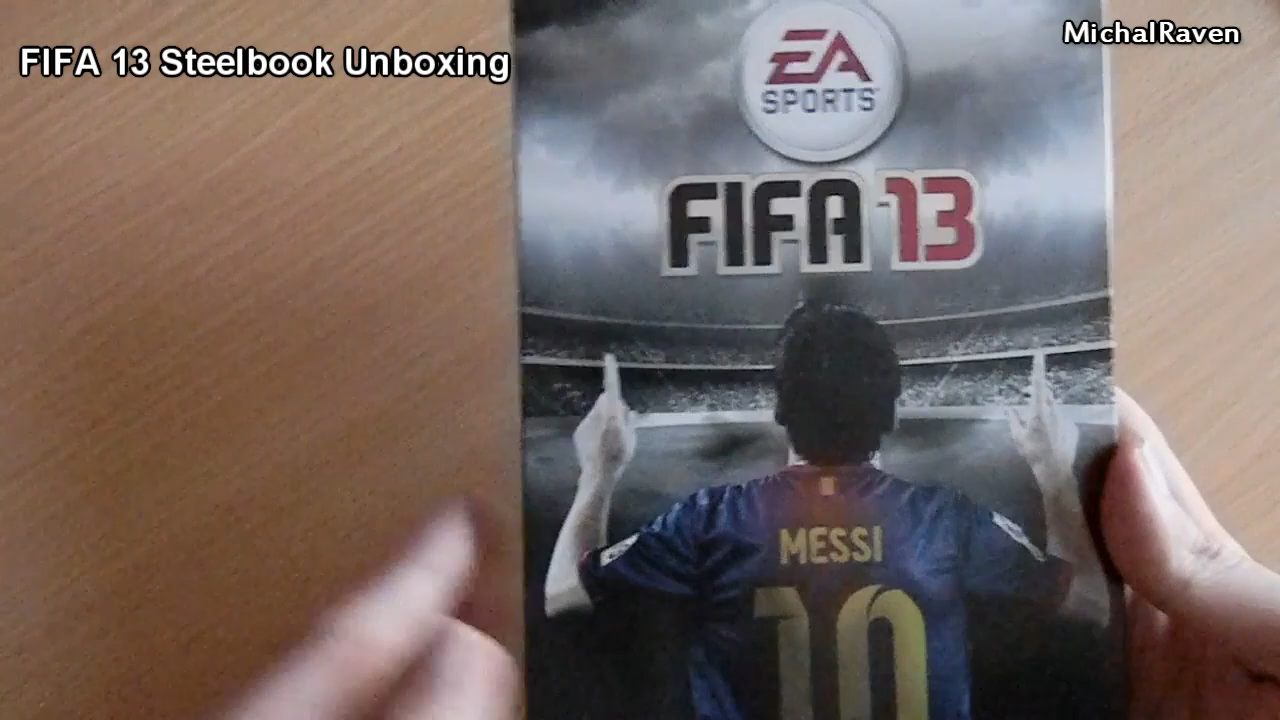 FIFA 13 Steelbook Unboxing
MichalRaven
EA
SPORTS
FIFA 13
MESSI
10